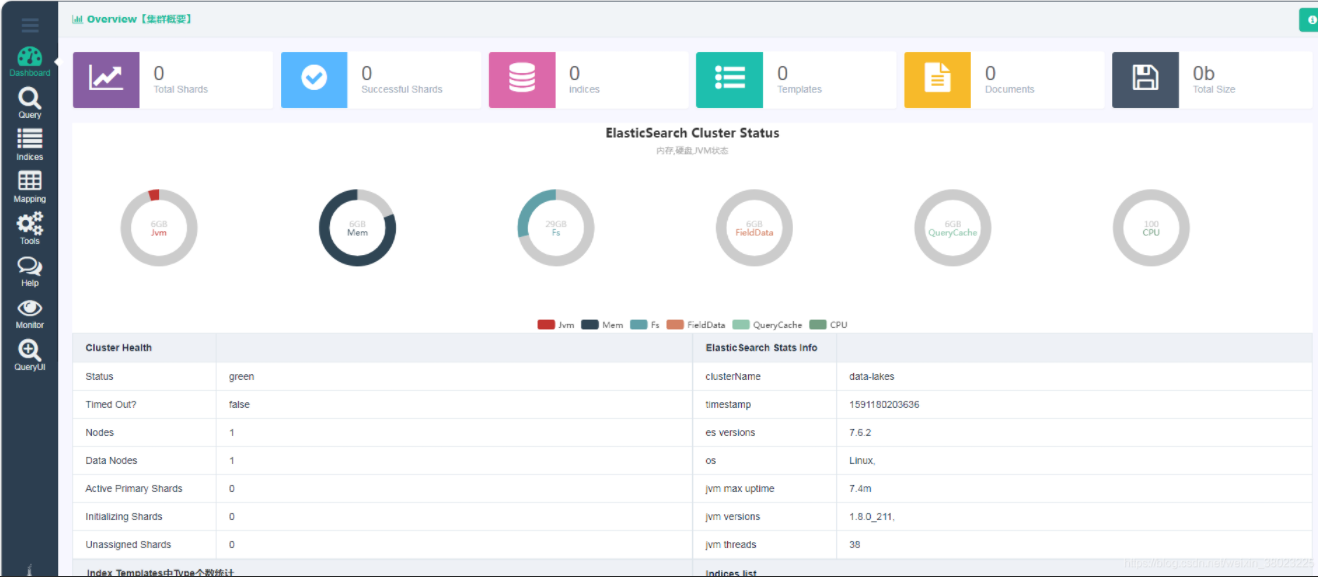 Overview【集群概要】
Dashboard
Query
Indices
Mapping
Tools
Help
Monitor
QueryUI
0
Total Shards
0
Successful Shards
0
Indices
0
Templates
0
Documents
0b
Total Size
ElasticSearch Cluster Status
内存,硬盘,JVM状态
6GB
Jvm
6GB
Mem
29GB
Fs
6GB
FieldData
6GB
QueryCache
100
CPU
Jvm Mem Fs FieldData QueryCache CPU
Cluster Health
Status green
Timed Out? false
Nodes 1
Data Nodes 1
Active Primary Shards 0
Initializing Shards 0
Unassigned Shards 0
Index Templates中Type个数统计
ElasticSearch Stats Info
clusterName data-lakes
timestamp 1591180203636
es versions 7.6.2
os Linux,
jvm max uptime 7.4m
jvm versions 1.8.0_211,
jvm threads 38
Indices list